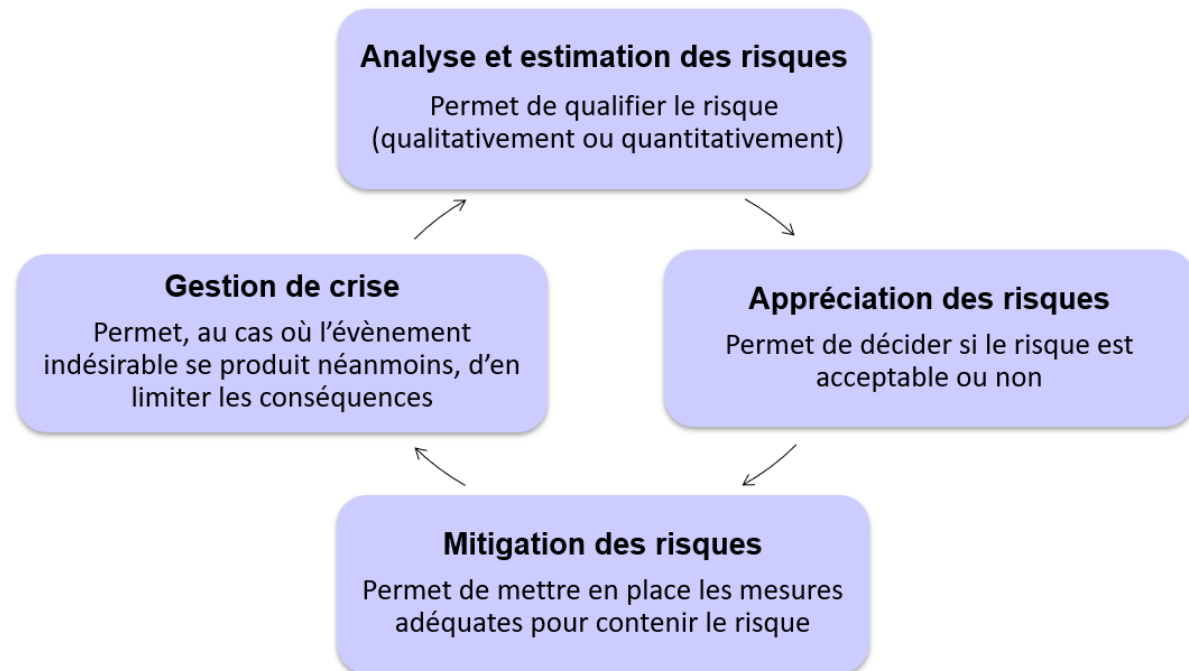 Analyse et estimation des risques
Permet de qualifier le risque
(qualitativement ou quantitativement)
Gestion de crise
Permet, au cas où l’évènement
indésirable se produit néanmoins, d’en
limiter les conséquences
Appréciation des risques
Permet de décider si le risque est
acceptable ou non
Mitigation des risques
Permet de mettre en place les mesures
adéquates pour contenir le risque